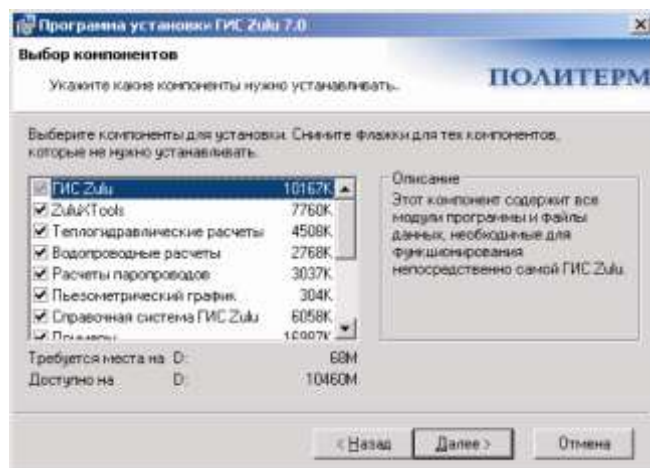 Программа установки ГИС Zulu 7.0
Выбор компонентов
Укажите какие компоненты нужно устанавливать.
ПОЛИТЕРМ
Выберите компоненты для установки. Снимите флажки для тех компонентов,
которые не нужно устанавливать.
ГИС Zulu 10167K
ZuluXTools 7760K
Теплогидравлические расчеты 4508K
Водопроводные расчеты 2768K
Расчеты паропроводов 3037K
Пьезометрический график 304K
Справочная система ГИС Zulu 6058K
Примеры 16997K
Описание
Этот компонент содержит все
модули программы и файлы
данных, необходимые для
функционирования
непосредственно самой ГИС Zulu.
Требуется места на D: 68M
Доступно на D: 10460M
< Назад
Далее >
Отмена